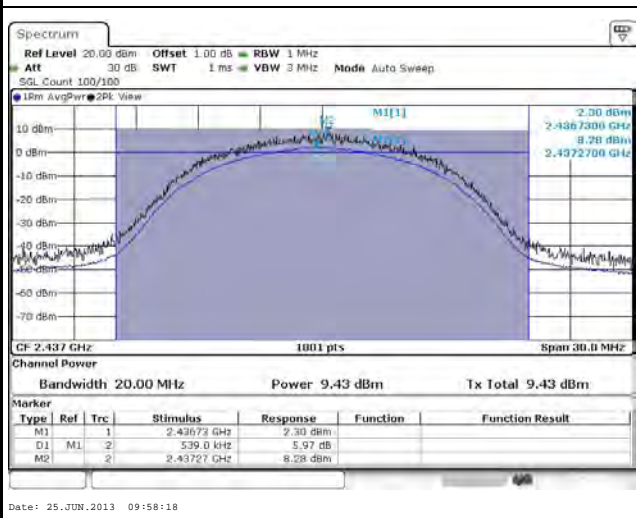 Spectrum
Ref Level 20.00 dBm Offset 1.00 dB RBW 1 MHz
Att 30 dB SWT 1 ms VBW 3 MHz Mode Auto Sweep
SGL Count 100/100
1Rm AvgPwr 2Pk View
M1[1] 2.30 dBm
2.4367300 GHz
8.28 dBm
2.4372700 GHz
10 dBm
0 dBm
-10 dBm
-20 dBm
-30 dBm
-40 dBm
-60 dBm
-70 dBm
CF 2.437 GHz 1001 pts Span 30.0 MHz
Channel Power
Bandwidth 20.00 MHz Power 9.43 dBm Tx Total 9.43 dBm
Marker
Type Ref Trc Stimulus Response Function Function Result
M1 1 2.43673 GHz 2.30 dBm
D1 M1 2 539.0 kHz 5.97 dB
M2 2 2.43727 GHz 8.28 dBm
Date: 25.JUN.2013 09:58:18